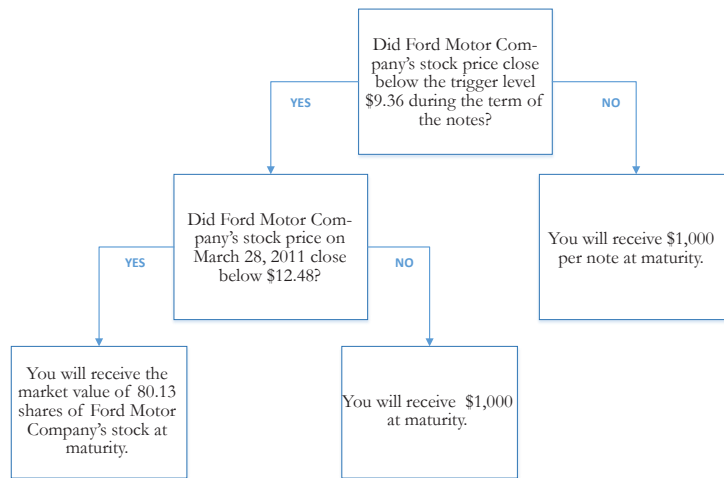 Did Ford Motor Com-
pany's stock price close
below the trigger level
$9.36 during the term of
the notes?
YES
NO
Did Ford Motor Com-
pany's stock price on
March 28, 2011 close
below $12.48?
You will receive $1,000
per note at maturity.
YES
NO
You will receive the
market value of 80.13
shares of Ford Motor
Company's stock at
maturity.
You will receive $1,000
at maturity.